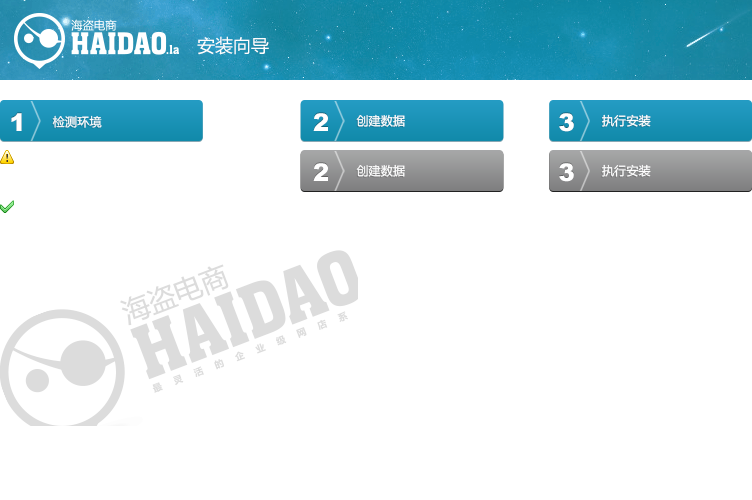 海盗电商
HAIDAO.la 安装向导
1 检测环境
2 创建数据
3 执行安装
2 创建数据
3 执行安装
海盗电商
HAIDAO
最灵活的企业级网店系